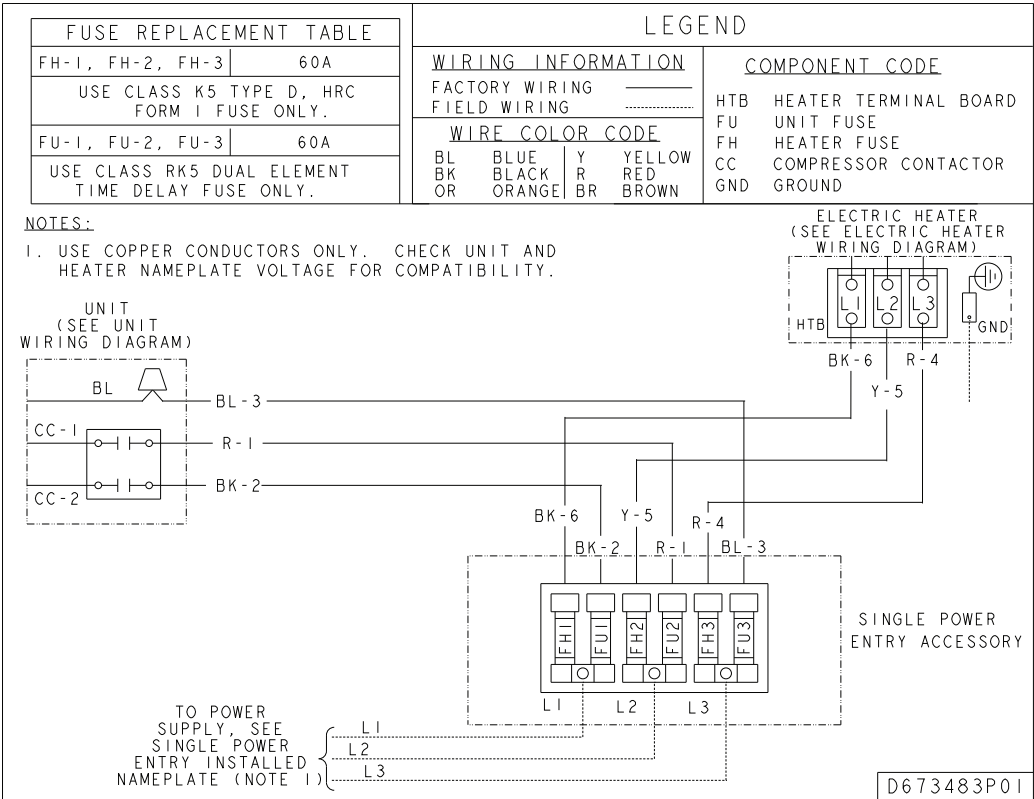 FUSE REPLACEMENT TABLE
FH-1, FH-2, FH-3 60A
USE CLASS K5 TYPE D, HRC
FORM I FUSE ONLY.
FU-1, FU-2, FU-3 60A
USE CLASS RK5 DUAL ELEMENT
TIME DELAY FUSE ONLY.
LEGEND
WIRING INFORMATION
FACTORY WIRING
FIELD WIRING
WIRE COLOR CODE
BL BLUE Y YELLOW
BK BLACK R RED
OR ORANGE BR BROWN
COMPONENT CODE
HTB HEATER TERMINAL BOARD
FU UNIT FUSE
FH HEATER FUSE
CC COMPRESSOR CONTACTOR
GND GROUND
NOTES:
1. USE COPPER CONDUCTORS ONLY. CHECK UNIT AND
HEATER NAMEPLATE VOLTAGE FOR COMPATIBILITY.
ELECTRIC HEATER
(SEE ELECTRIC HEATER
WIRING DIAGRAM)
L1 L2 L3
HTB
GND
BK-6 R-4
Y-5
UNIT
(SEE UNIT
WIRING DIAGRAM)
BL
BL-3
CC-1
R-1
CC-2
BK-2
BK-6 Y-5 R-4
BK-2 R-1 BL-3
FH1 FU1 FH2 FU2 FH3 FU3
L1 L2 L3
SINGLE POWER
ENTRY ACCESSORY
TO POWER
SUPPLY, SEE
SINGLE POWER
ENTRY INSTALLED
NAMEPLATE (NOTE 1)
L1
L2
L3
D673483P01